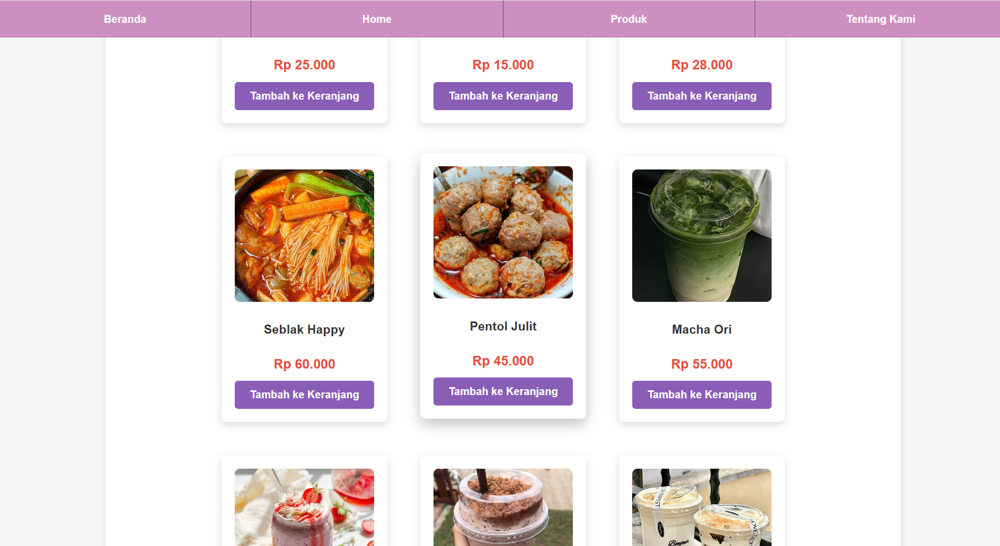 Beranda
Home
Produk
Tentang Kami
Rp 25.000
Rp 15.000
Rp 28.000
Tambah ke Keranjang
Tambah ke Keranjang
Tambah ke Keranjang
Seblak Happy
Pentol Julit
Macha Ori
Rp 60.000
Rp 45.000
Rp 55.000
Tambah ke Keranjang
Tambah ke Keranjang
Tambah ke Keranjang
Bonjour